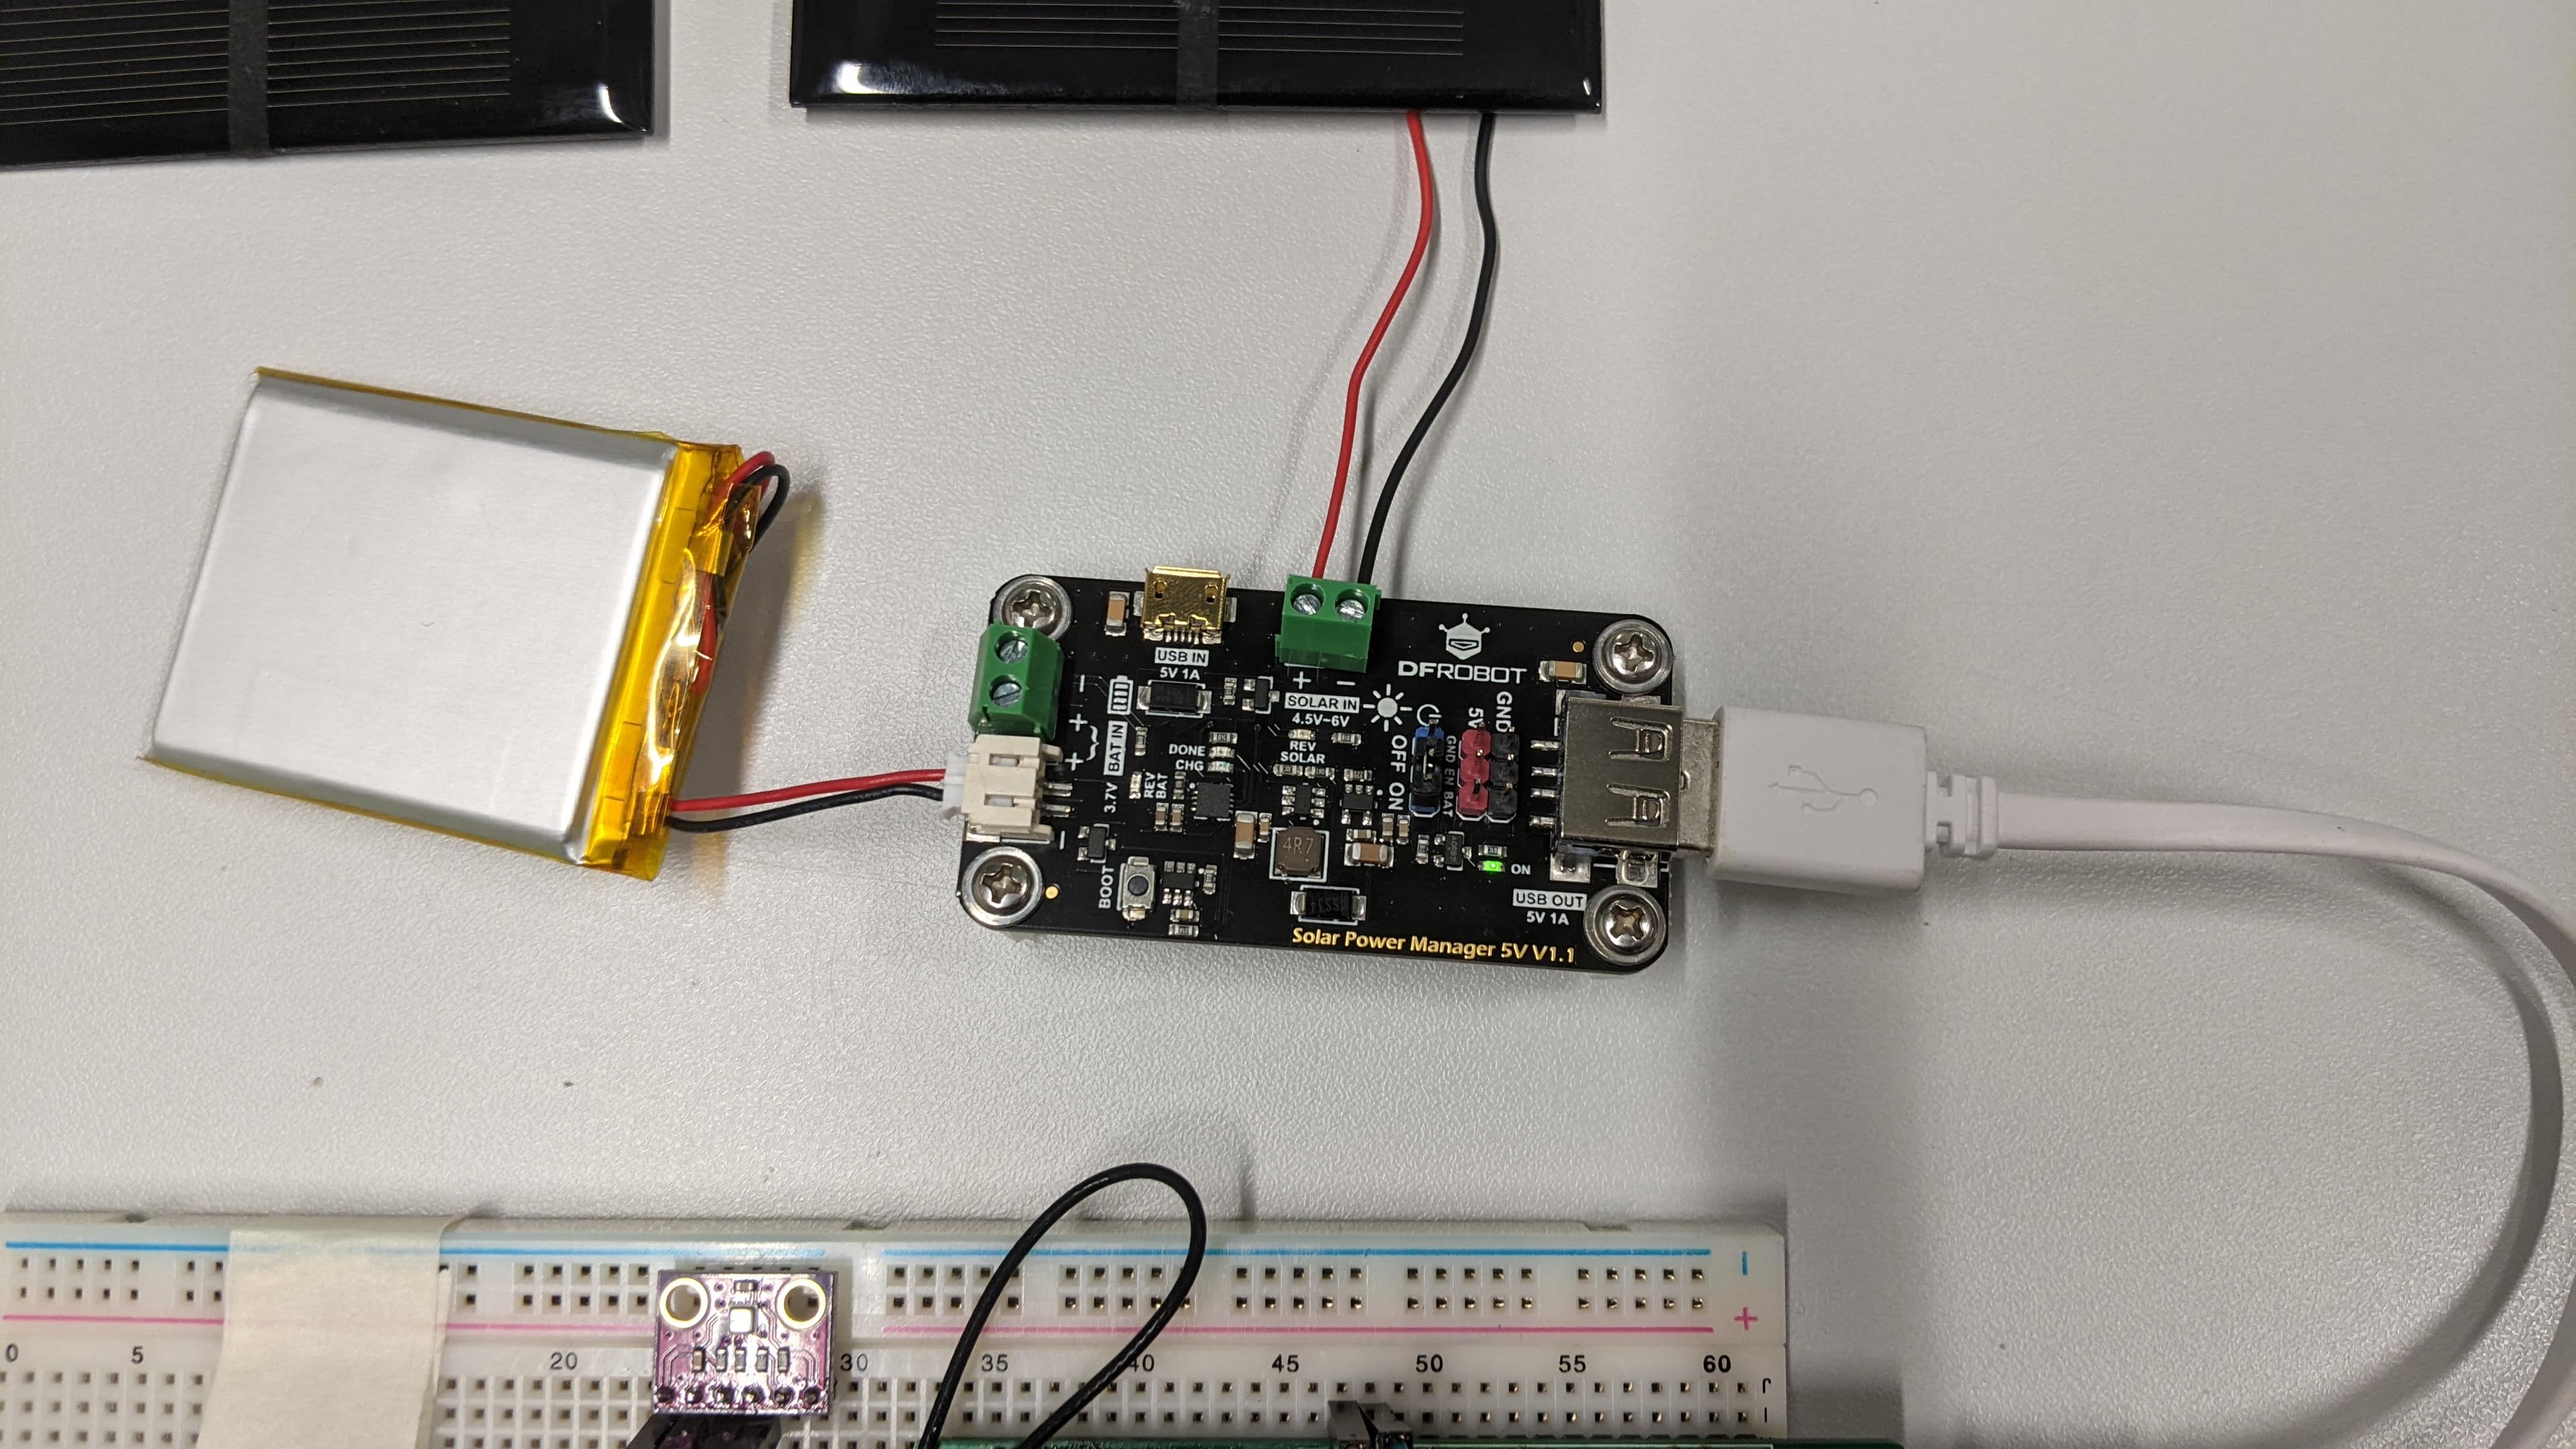 USB IN
5V 1A
+ -
SOLAR IN
4.5V~6V
DFROBOT
-
+
+
-
BAT IN
3.7V
DONE
CHG
REV
BAT
REV
SOLAR
OFF
ON
GND EN BAT
5V
GND
4R7
SS34
BOOT
ON
USB OUT
5V 1A
Solar Power Manager 5V V1.1
-
+
0 5 20 30 35 40 45 50 55 60
j
i